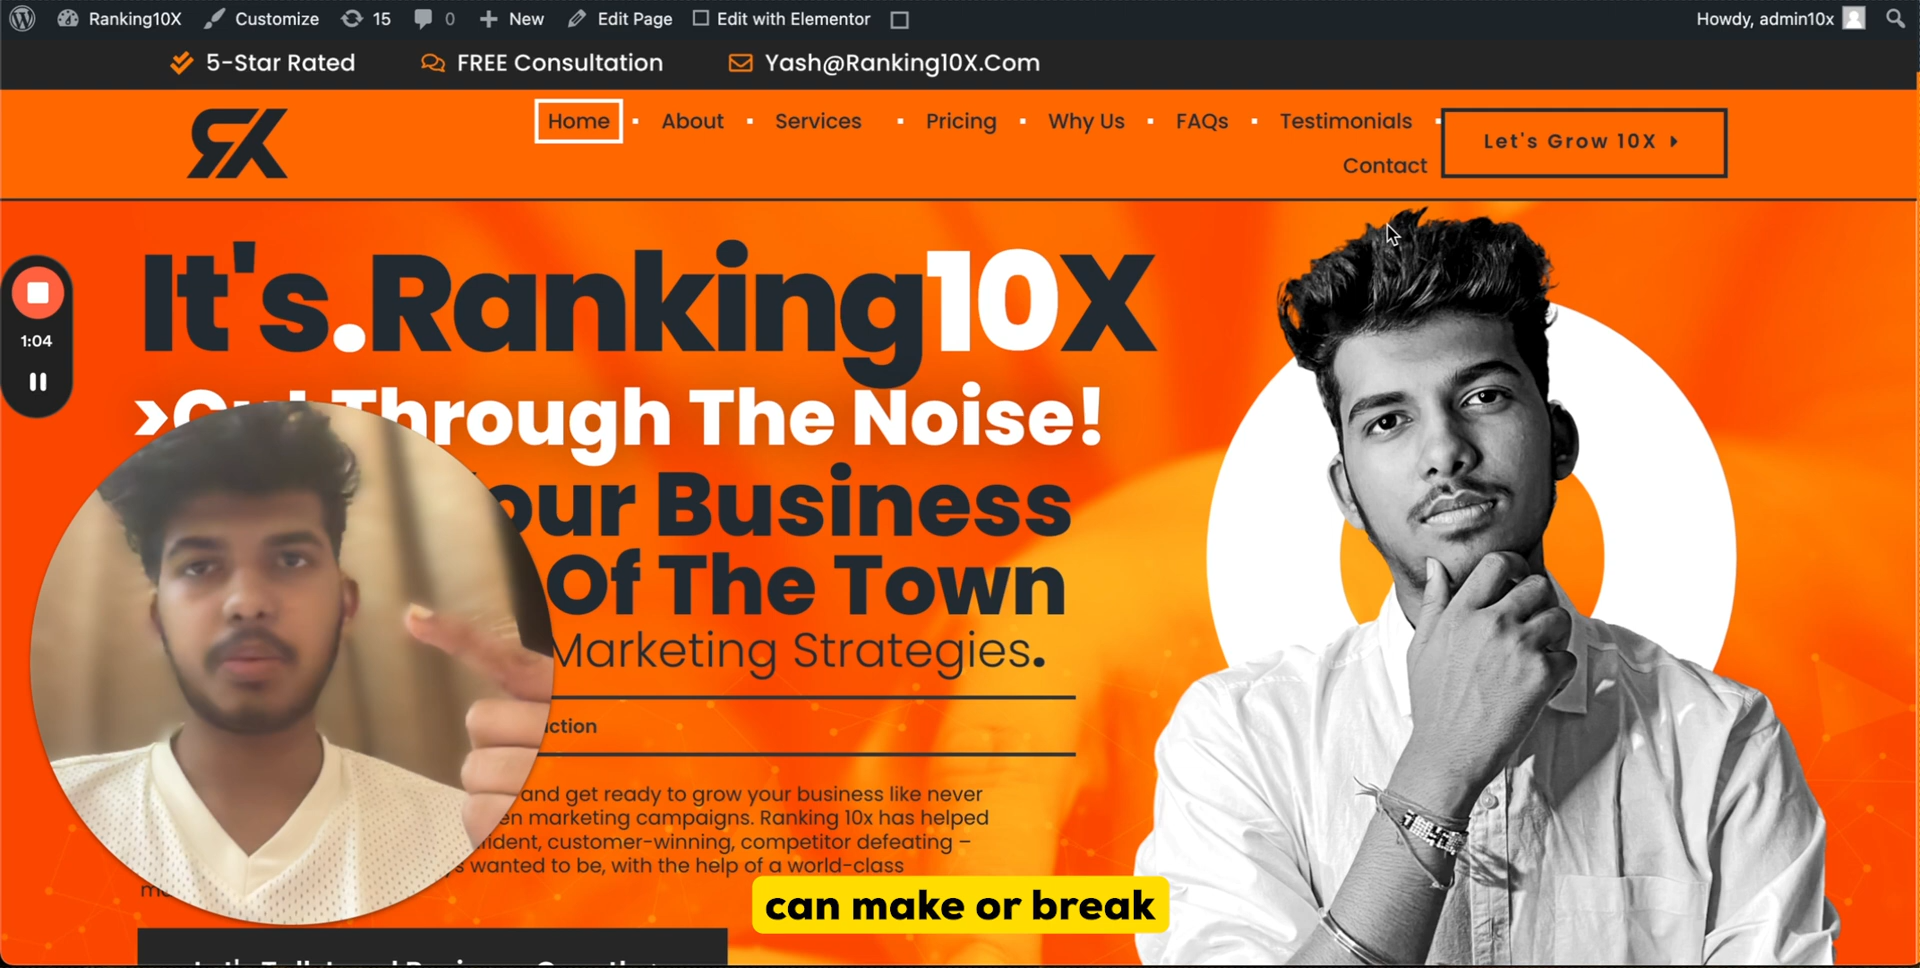 Ranking10X Customize 15 0 New Edit Page Edit with Elementor Howdy, admin10x
5-Star Rated FREE Consultation Yash@Ranking10X.Com
Home About Services Pricing Why Us FAQs Testimonials
Contact
Let's Grow 10X
It's.Ranking10X
1:04
Through The Noise!
our Business
Of The Town
Marketing Strategies.
ction
and get ready to grow your business like never
en marketing campaigns. Ranking 10x has helped
ident, customer-winning, competitor defeating –
s wanted to be, with the help of a world-class
can make or break